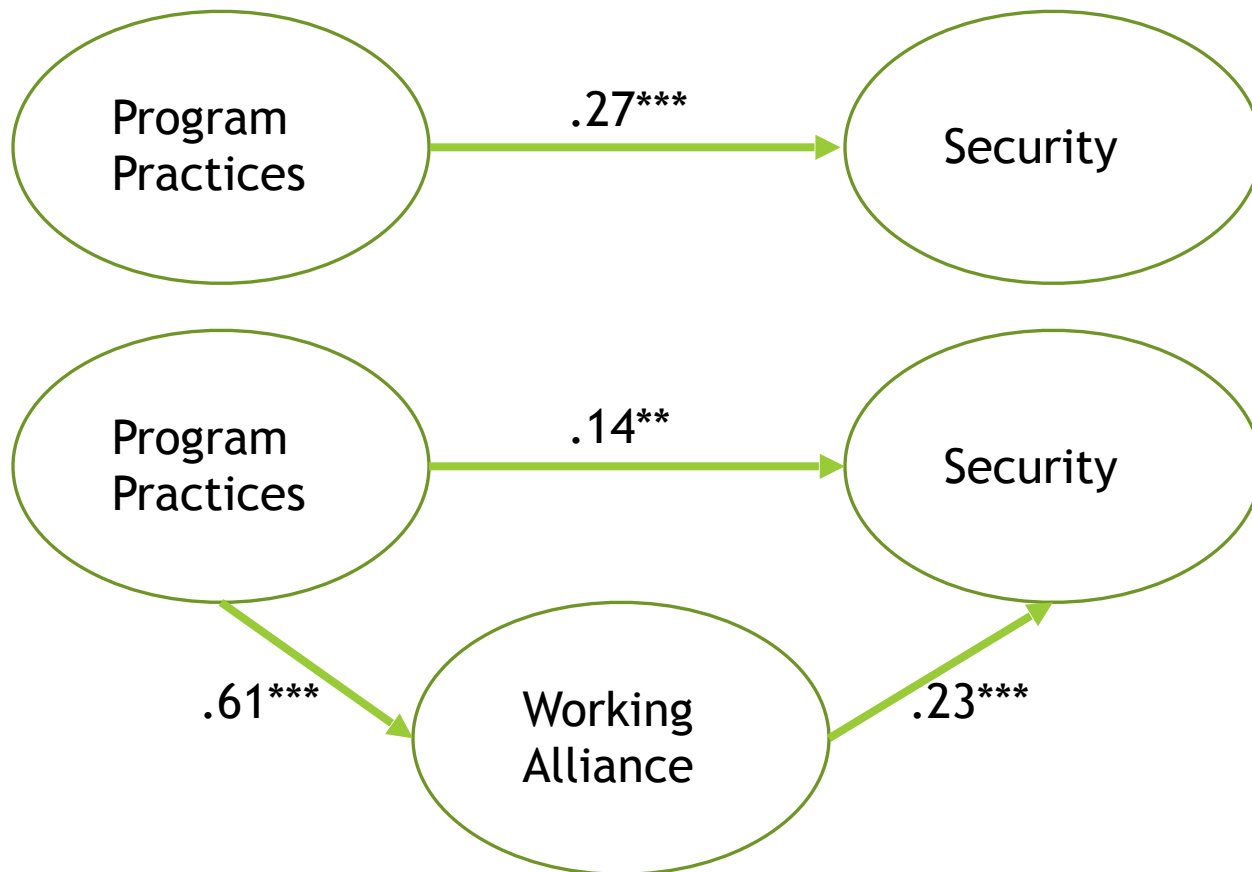 Program
Practices
.27***
Security
Program
Practices
.14**
Security
.61***
Working
Alliance
.23***